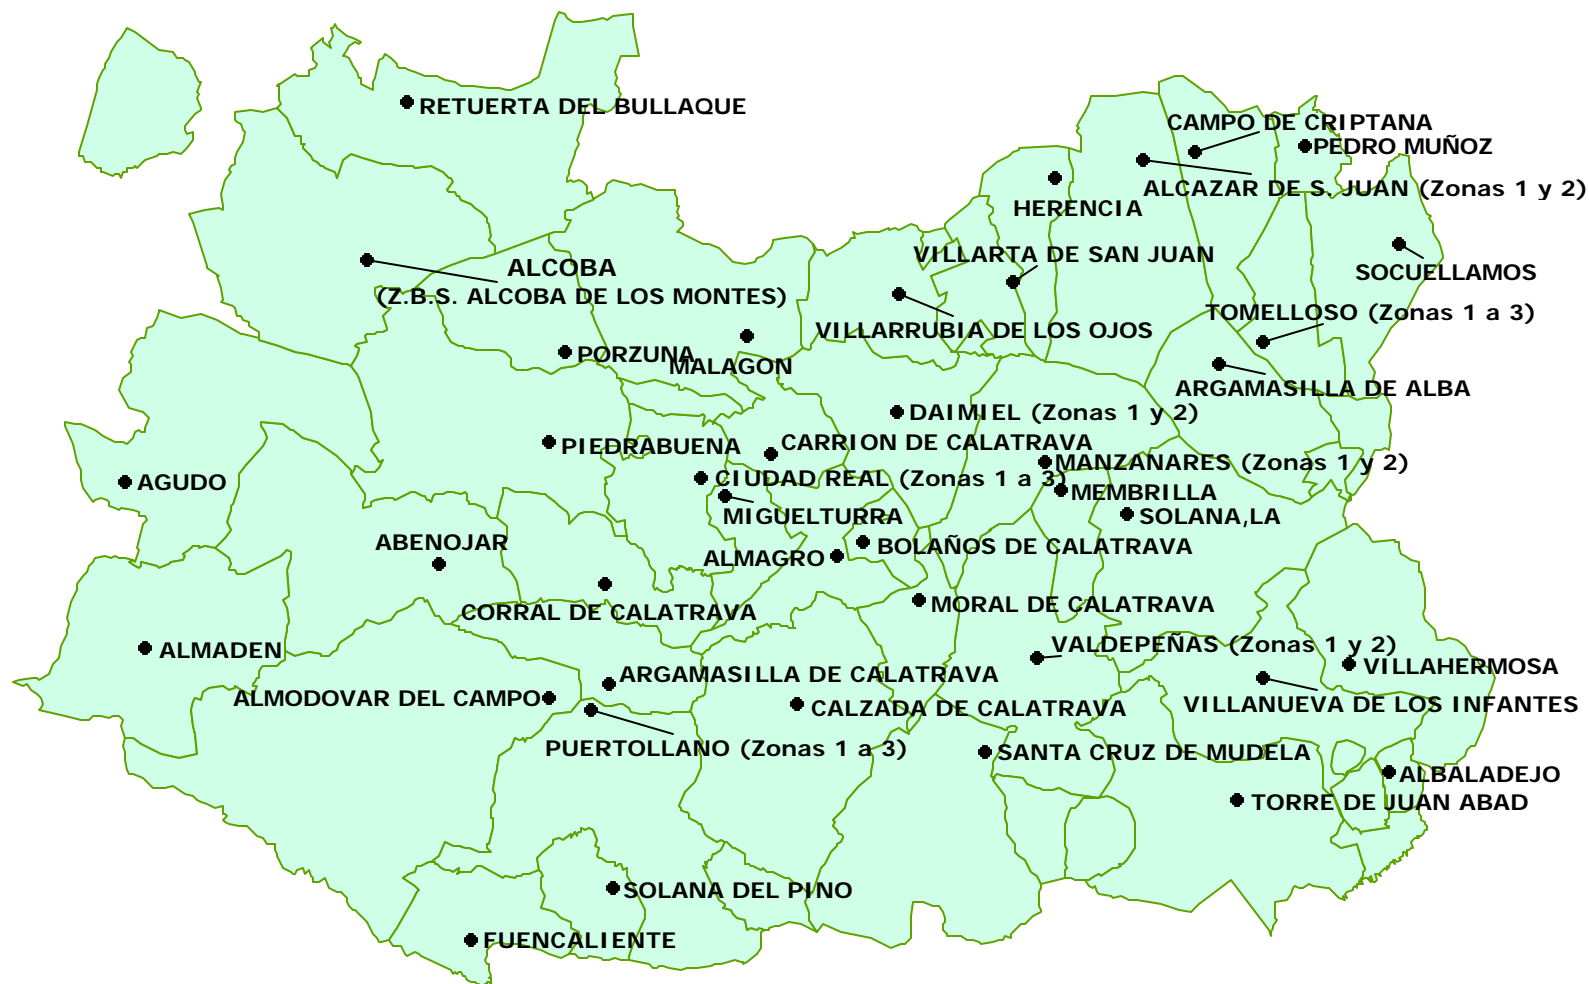 RETUERTA DEL BULLAQUE
CAMPO DE CRIPTANA
PEDRO MUÑOZ
ALCAZAR DE S. JUAN (Zonas 1 y 2)
HERENCIA
VILLARTA DE SAN JUAN
ALCOBA
(Z.B.S. ALCOBA DE LOS MONTES)
SOCUELLAMOS
TOMELLOSO (Zonas 1 a 3)
VILLARRUBIA DE LOS OJOS
PORZUNA
MALAGON
ARGAMASILLA DE ALBA
DAIMIEL (Zonas 1 y 2)
PIEDRABUENA
CARRION DE CALATRAVA
MANZANARES (Zonas 1 y 2)
AGUDO
CIUDAD REAL (Zonas 1 a 3)
MEMBRILLA
MIGUELTURRA
SOLANA,LA
ABENOJAR
ALMAGRO
BOLAÑOS DE CALATRAVA
CORRAL DE CALATRAVA
MORAL DE CALATRAVA
ALMADEN
VALDEPEÑAS (Zonas 1 y 2)
VILLAHERMOSA
ARGAMASILLA DE CALATRAVA
ALMODOVAR DEL CAMPO
CALZADA DE CALATRAVA
VILLANUEVA DE LOS INFANTES
PUERTOLLANO (Zonas 1 a 3)
SANTA CRUZ DE MUDELA
ALBALADEJO
TORRE DE JUAN ABAD
SOLANA DEL PINO
FUENCALIENTE